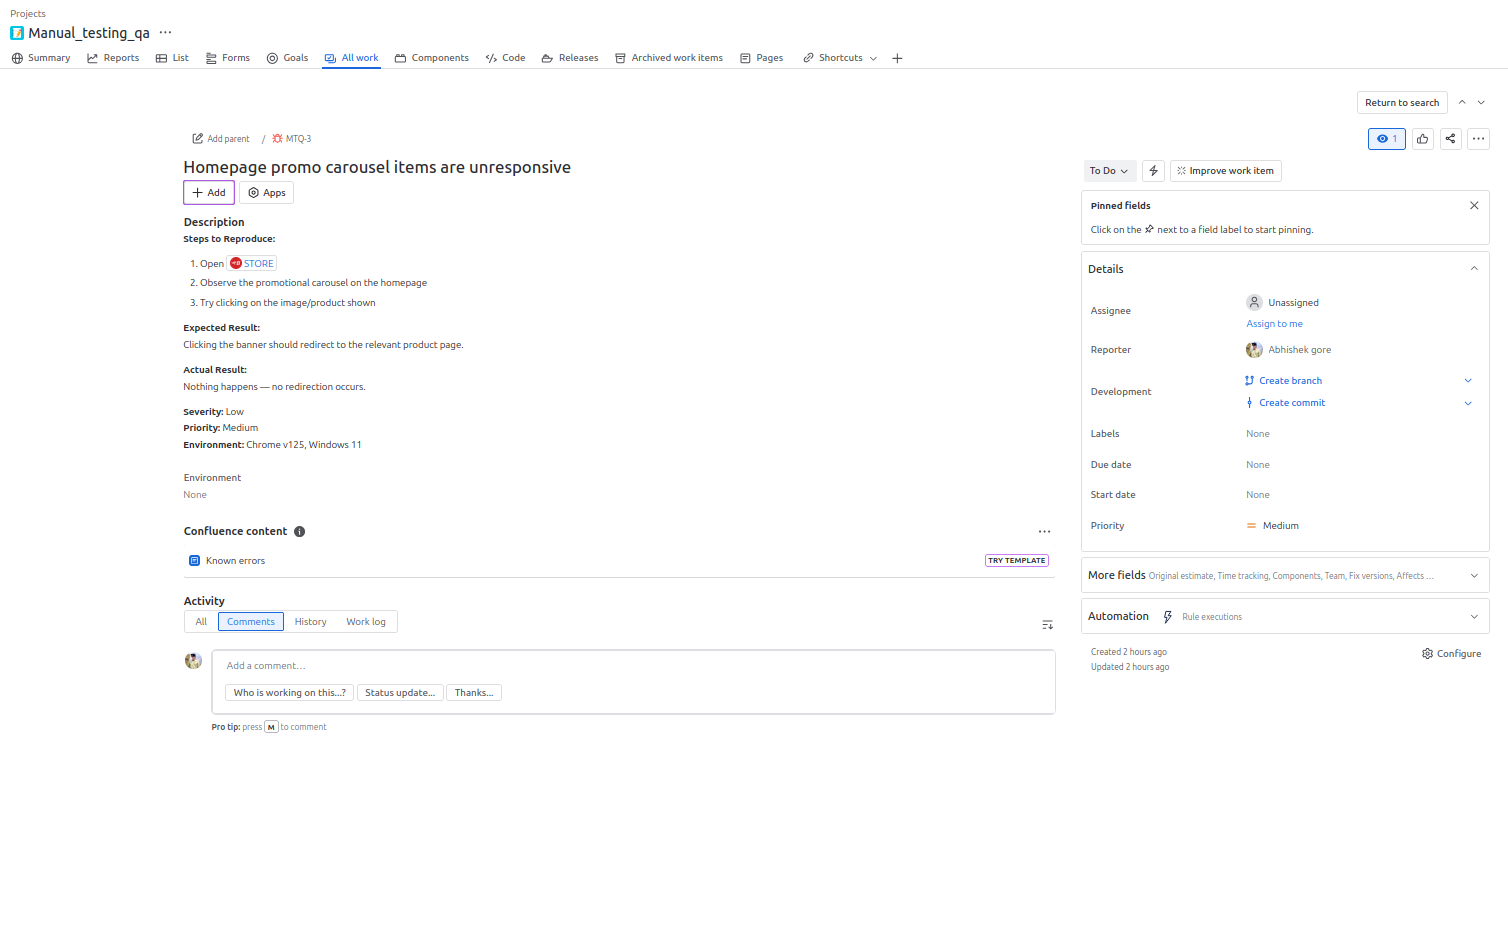 Projects
Manual_testing_qa
Summary Reports List Forms Goals All work Components Code Releases Archived work items Pages Shortcuts
Return to search
Add parent / MTQ-3
1
Homepage promo carousel items are unresponsive
To Do Improve work item
Add Apps
Pinned fields
Click on the next to a field label to start pinning.
Description
Steps to Reproduce:
1. Open STORE
2. Observe the promotional carousel on the homepage
3. Try clicking on the image/product shown
Expected Result:
Clicking the banner should redirect to the relevant product page.
Actual Result:
Nothing happens — no redirection occurs.
Severity: Low
Priority: Medium
Environment: Chrome v125, Windows 11
Environment
None
Confluence content
Known errors TRY TEMPLATE
Activity
All Comments History Work log
Add a comment…
Who is working on this...? Status update... Thanks...
Pro tip: press M to comment
Details
Assignee Unassigned
Assign to me
Reporter Abhishek gore
Development Create branch
Create commit
Labels None
Due date None
Start date None
Priority Medium
More fields Original estimate, Time tracking, Components, Team, Fix versions, Affects ...
Automation Rule executions
Created 2 hours ago
Updated 2 hours ago
Configure